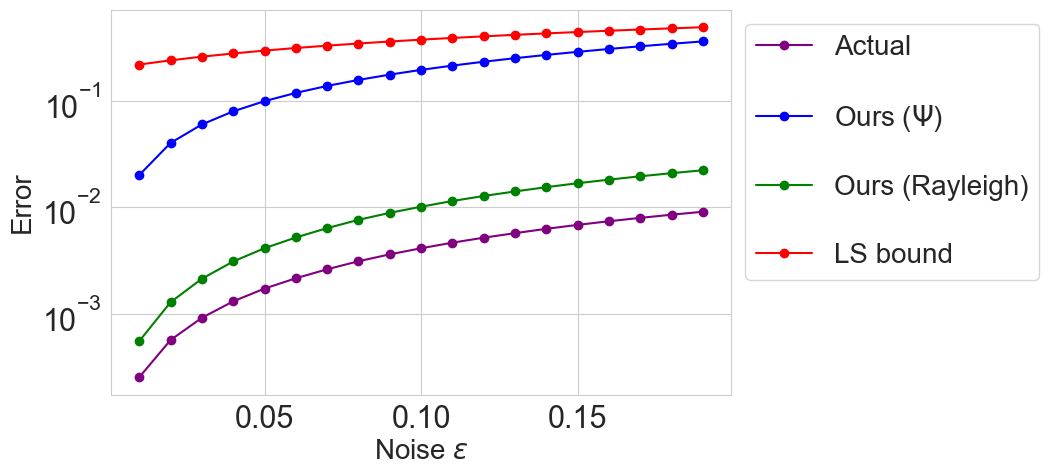 Error
10⁻¹
10⁻²
10⁻³
0.05 0.10 0.15
Noise ε
Actual
Ours (Ψ)
Ours (Rayleigh)
LS bound